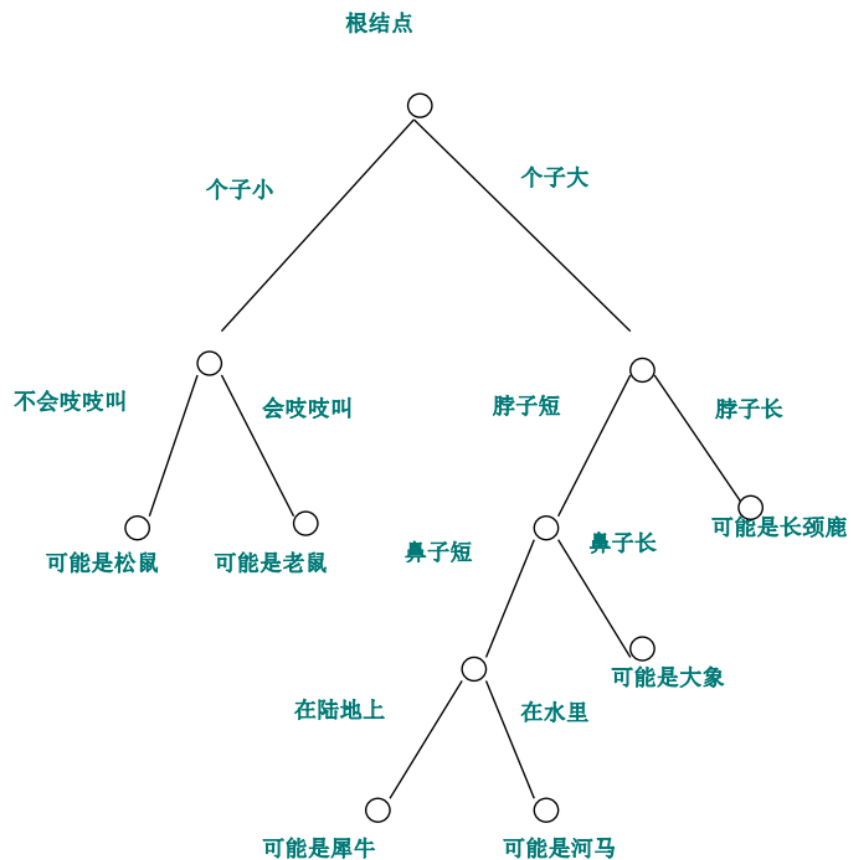 根结点
个子小
个子大
不会吱吱叫
会吱吱叫
脖子短
脖子长
可能是松鼠
可能是老鼠
鼻子短
鼻子长
可能是长颈鹿
可能是大象
在陆地上
在水里
可能是犀牛
可能是河马